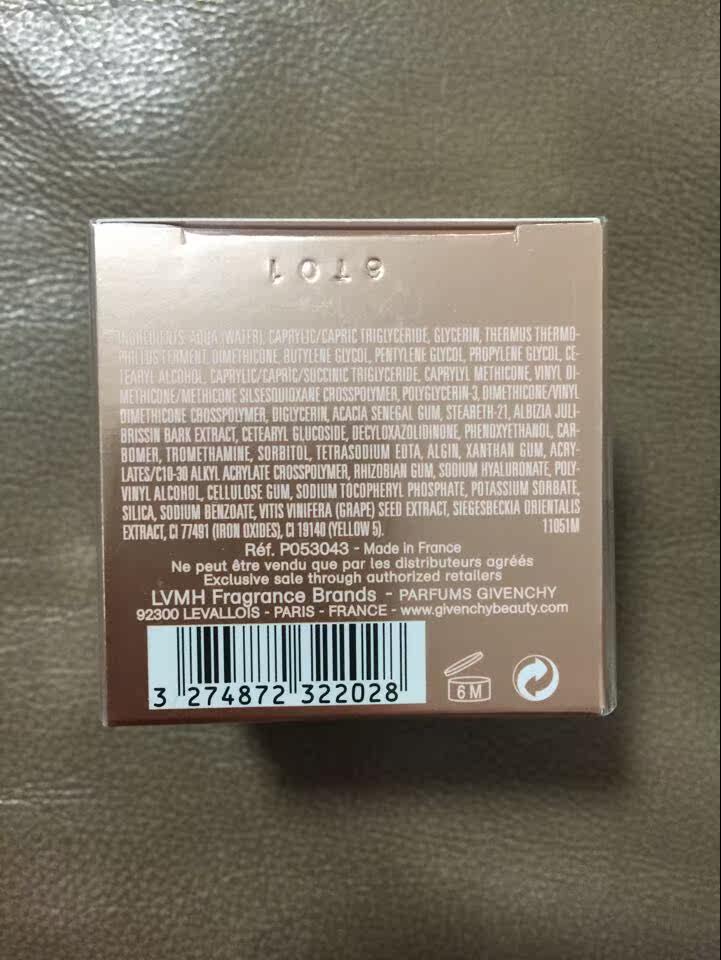 6T01
INGREDIENTS: AQUA (WATER), CAPRYLIC/CAPRIC TRIGLYCERIDE, GLYCERIN, THERMUS THERMO-
PHILLUS FERMENT, DIMETHICONE, BUTYLENE GLYCOL, PENTYLENE GLYCOL, PROPYLENE GLYCOL, CE-
TEARYL ALCOHOL, CAPRYLIC/CAPRIC/SUCCINIC TRIGLYCERIDE, CAPRYLYL METHICONE, VINYL DI-
METHICONE/METHICONE SILSESQUIOXANE CROSSPOLYMER, POLYGLYCERIN-3, DIMETHICONE/VINYL
DIMETHICONE CROSSPOLYMER, DIGLYCERIN, ACACIA SENEGAL GUM, STEARETH-21, ALBIZIA JULI-
BRISSIN BARK EXTRACT, CETEARYL GLUCOSIDE, DECYLOXAZOLIDINONE, PHENOXYETHANOL, CAR-
BOMER, TROMETHAMINE, SORBITOL, TETRASODIUM EDTA, ALGIN, XANTHAN GUM, ACRY-
LATES/C10-30 ALKYL ACRYLATE CROSSPOLYMER, RHIZOBIAN GUM, SODIUM HYALURONATE, POLY-
VINYL ALCOHOL, CELLULOSE GUM, SODIUM TOCOPHERYL PHOSPHATE, POTASSIUM SORBATE,
SILICA, SODIUM BENZOATE, VITIS VINIFERA (GRAPE) SEED EXTRACT, SIEGESBECKIA ORIENTALIS
EXTRACT, CI 77491 (IRON OXIDES), CI 19140 (YELLOW 5). 11051M
Réf. P053043 - Made in France
Ne peut être vendu que par les distributeurs agréés
Exclusive sale through authorized retailers
LVMH Fragrance Brands - PARFUMS GIVENCHY
92300 LEVALLOIS - PARIS - FRANCE - www.givenchybeauty.com
3 274872 322028
6 M